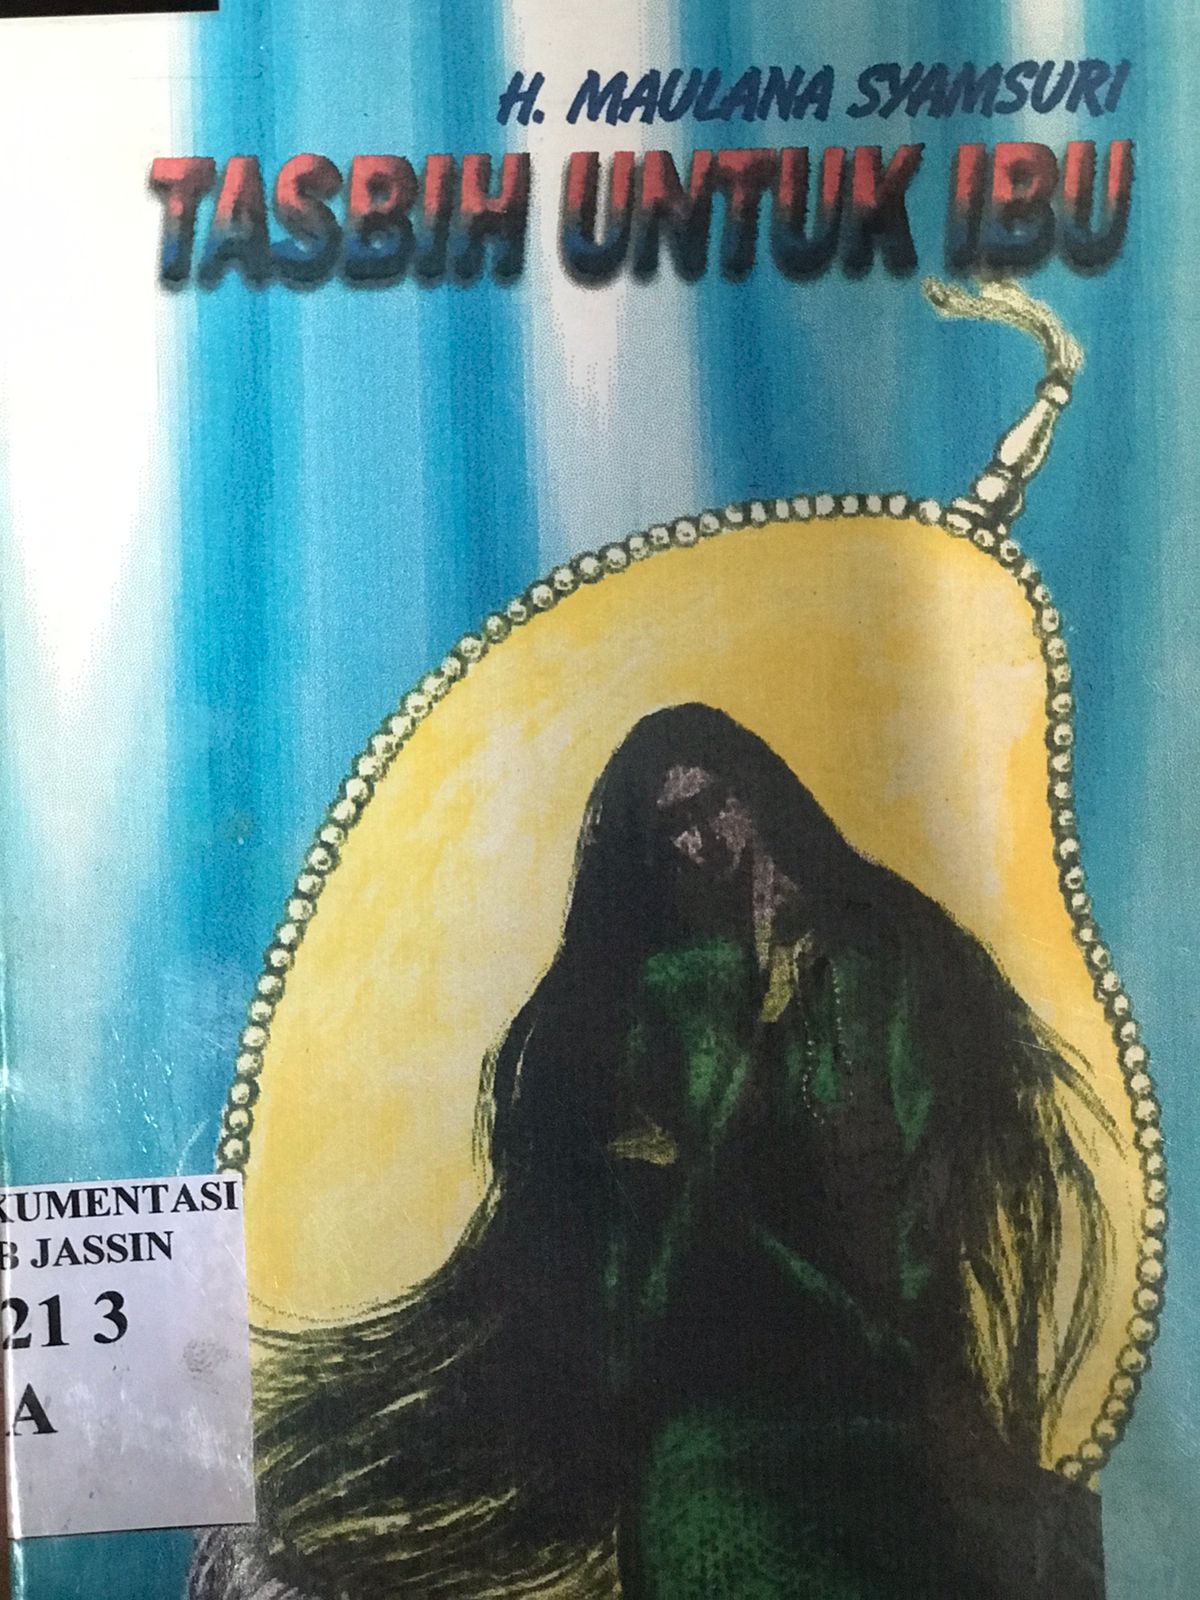 H. MAULANA SYAMSURI
TASBIH UNTUK IBU
KUMENTASI
B JASSIN
21 3
A